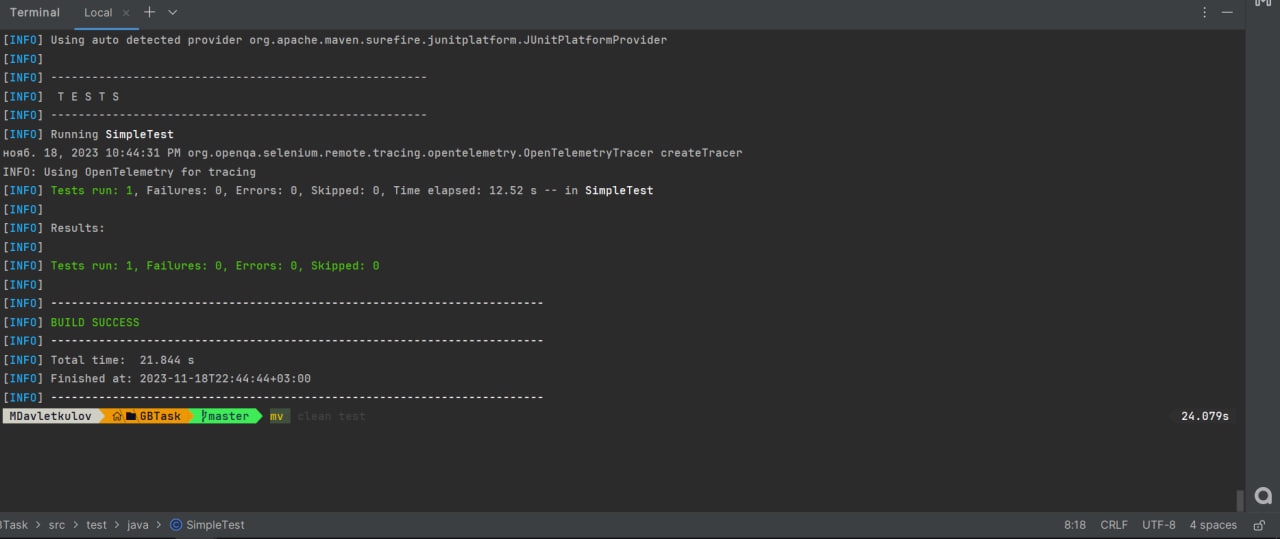 Terminal Local × + 
[INFO] Using auto detected provider org.apache.maven.surefire.junitplatform.JUnitPlatformProvider
[INFO]
[INFO] -------------------------------------------------------
[INFO]  T E S T S
[INFO] -------------------------------------------------------
[INFO] Running SimpleTest
нояб. 18, 2023 10:44:31 PM org.openqa.selenium.remote.tracing.opentelemetry.OpenTelemetryTracer createTracer
INFO: Using OpenTelemetry for tracing
[INFO] Tests run: 1, Failures: 0, Errors: 0, Skipped: 0, Time elapsed: 12.52 s -- in SimpleTest
[INFO]
[INFO] Results:
[INFO]
[INFO] Tests run: 1, Failures: 0, Errors: 0, Skipped: 0
[INFO]
[INFO] ------------------------------------------------------------------------
[INFO] BUILD SUCCESS
[INFO] ------------------------------------------------------------------------
[INFO] Total time:  21.844 s
[INFO] Finished at: 2023-11-18T22:44:44+03:00
[INFO] ------------------------------------------------------------------------
MDavletkulov GBTask master mv clean test 24.079s
Task > src > test > java > SimpleTest 8:18 CRLF UTF-8 4 spaces